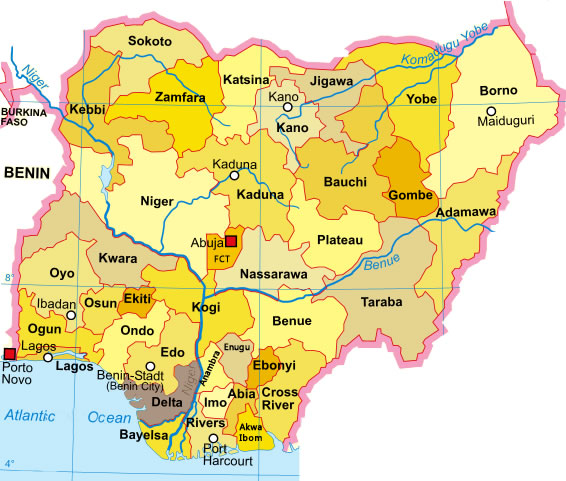 Sokoto
Komadugu Yobe
Niger
Katsina
Jigawa
Zamfara
Kano
Yobe
Borno
Kebbi
BURKINA
FASO
Kano
Maiduguri
BENIN
Kaduna
Bauchi
Gombe
Niger
Kaduna
Adamawa
Abuja
Plateau
FCT
Kwara
Benue
Oyo
Nassarawa
8°
Taraba
Ibadan
Osun
Ekiti
Kogi
Ogun
Ondo
Benue
Lagos
Edo
Enugu
Porto
Novo
Lagos
Anambra
Ebonyi
Benin-Stadt
(Benin City)
Niger
Delta
Imo
Abia
Cross
River
Atlantic Ocean
Bayelsa
Rivers
Akwa
Ibom
Port
Harcourt
4°